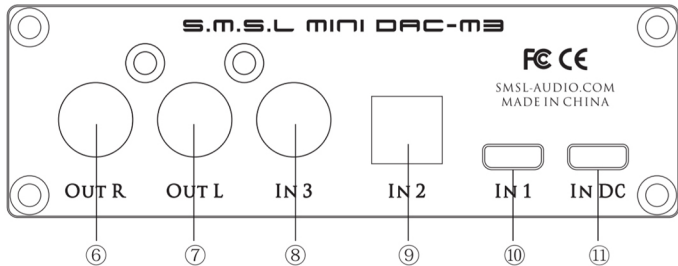 S.M.S.L MINI DAC-M3
FC CE
SMSL-AUDIO.COM
MADE IN CHINA
OUT R OUT L IN 3 IN 2 IN 1 IN DC
⑥ ⑦ ⑧ ⑨ ⑩ ⑪